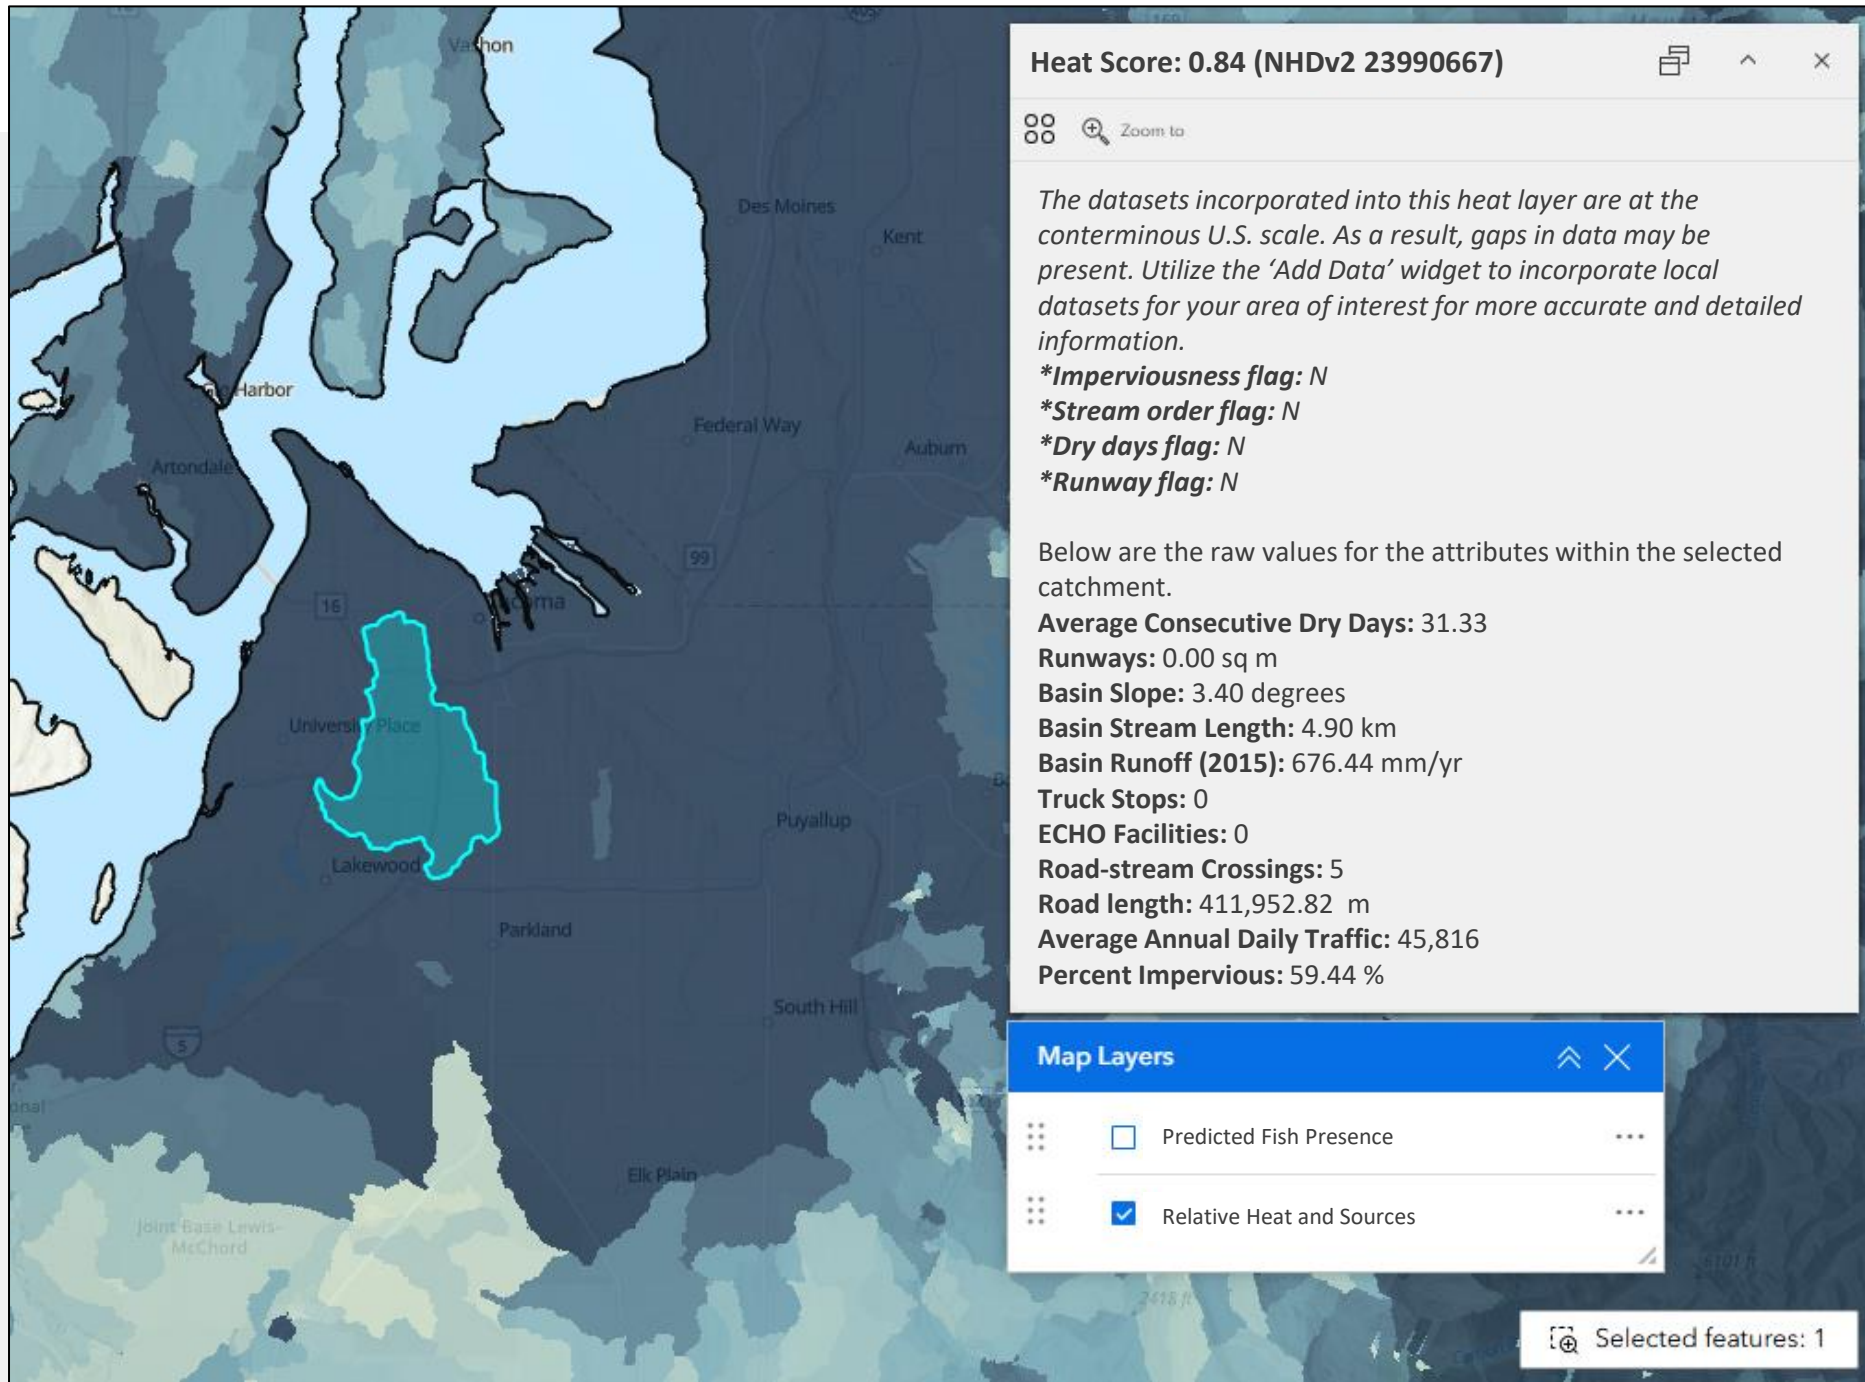 Vashon
169
Heat Score: 0.84 (NHDv2 23990667)
Zoom to
The datasets incorporated into this heat layer are at the
conterminous U.S. scale. As a result, gaps in data may be
present. Utilize the ‘Add Data’ widget to incorporate local
datasets for your area of interest for more accurate and detailed
information.
*Imperviousness flag: N
*Stream order flag: N
*Dry days flag: N
*Runway flag: N
Below are the raw values for the attributes within the selected
catchment.
Average Consecutive Dry Days: 31.33
Runways: 0.00 sq m
Basin Slope: 3.40 degrees
Basin Stream Length: 4.90 km
Basin Runoff (2015): 676.44 mm/yr
Truck Stops: 0
ECHO Facilities: 0
Road-stream Crossings: 5
Road length: 411,952.82 m
Average Annual Daily Traffic: 45,816
Percent Impervious: 59.44 %
Des Moines
Kent
Gig Harbor
Federal Way
Auburn
Artondale
99
16
Tacoma
University Place
Puyallup
Lakewood
Parkland
South Hill
5
Elk Plain
Joint Base Lewis-
McChord
Map Layers
Predicted Fish Presence
Relative Heat and Sources
6101 ft
2418 ft
Selected features: 1